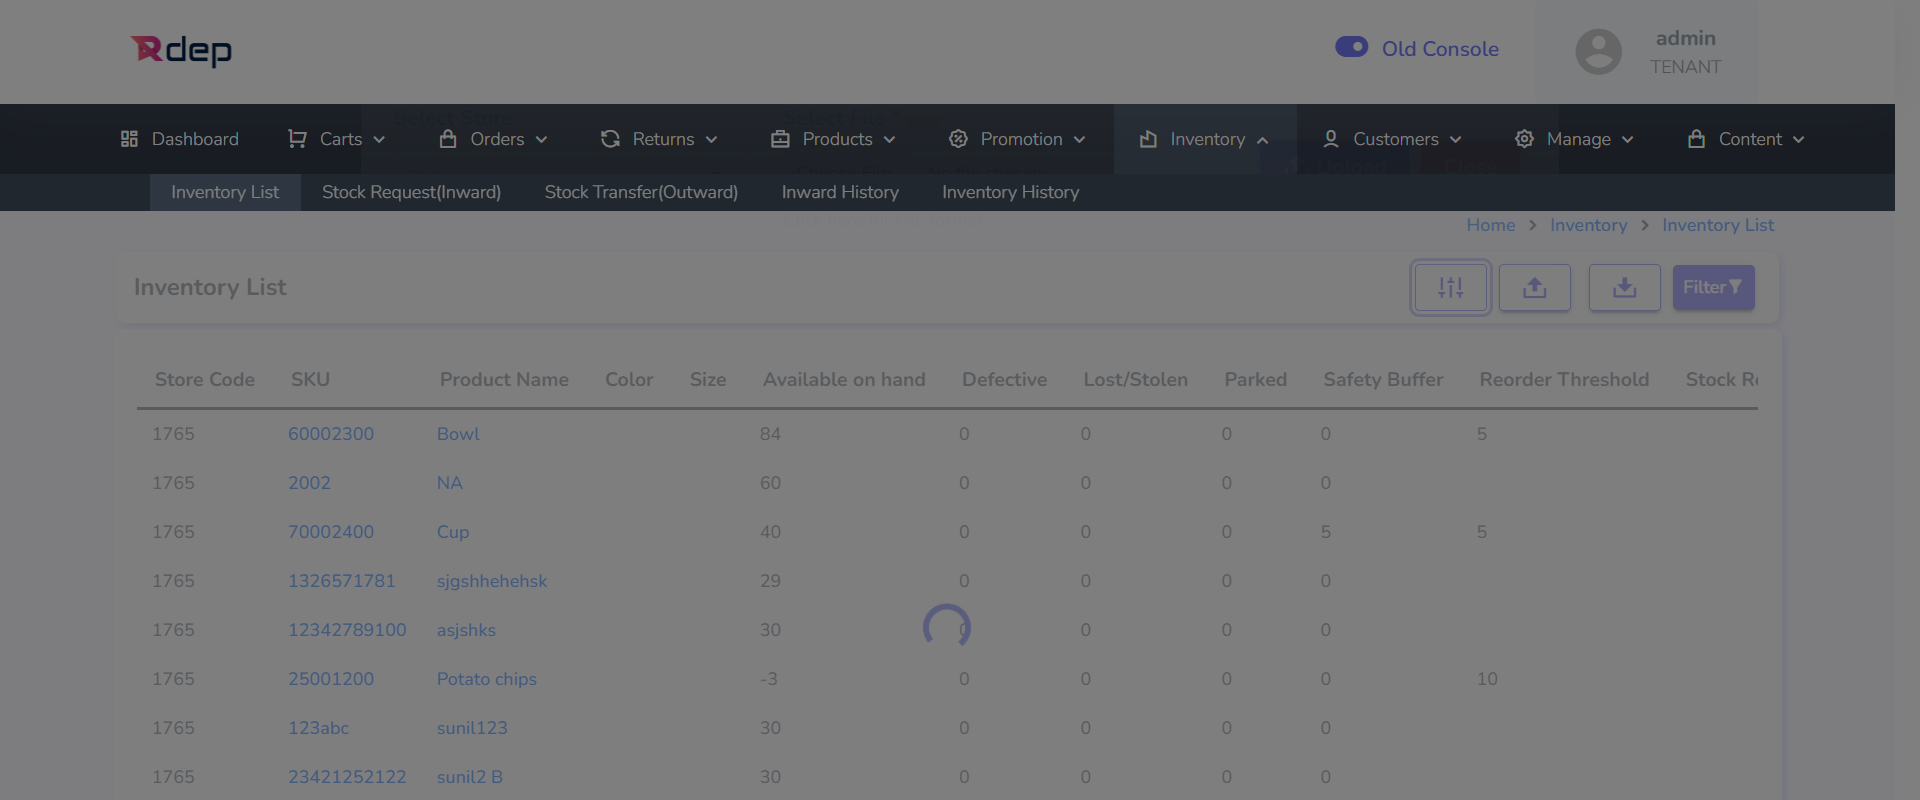 Rdep
Old Console
admin
TENANT
Dashboard Carts Orders Returns Products Promotion Inventory Customers Manage Content
Inventory List Stock Request(Inward) Stock Transfer(Outward) Inward History Inventory History
Home > Inventory > Inventory List
Inventory List Filter
Store Code SKU Product Name Color Size Available on hand Defective Lost/Stolen Parked Safety Buffer Reorder Threshold Stock Re
1765 60002300 Bowl 84 0 0 0 0 5
1765 2002 NA 60 0 0 0 0
1765 70002400 Cup 40 0 0 0 5 5
1765 1326571781 sjgshhehehsk 29 0 0 0 0
1765 12342789100 asjshks 30 0 0 0 0
1765 25001200 Potato chips -3 0 0 0 0 10
1765 123abc sunil123 30 0 0 0 0
1765 23421252122 sunil2 B 30 0 0 0 0